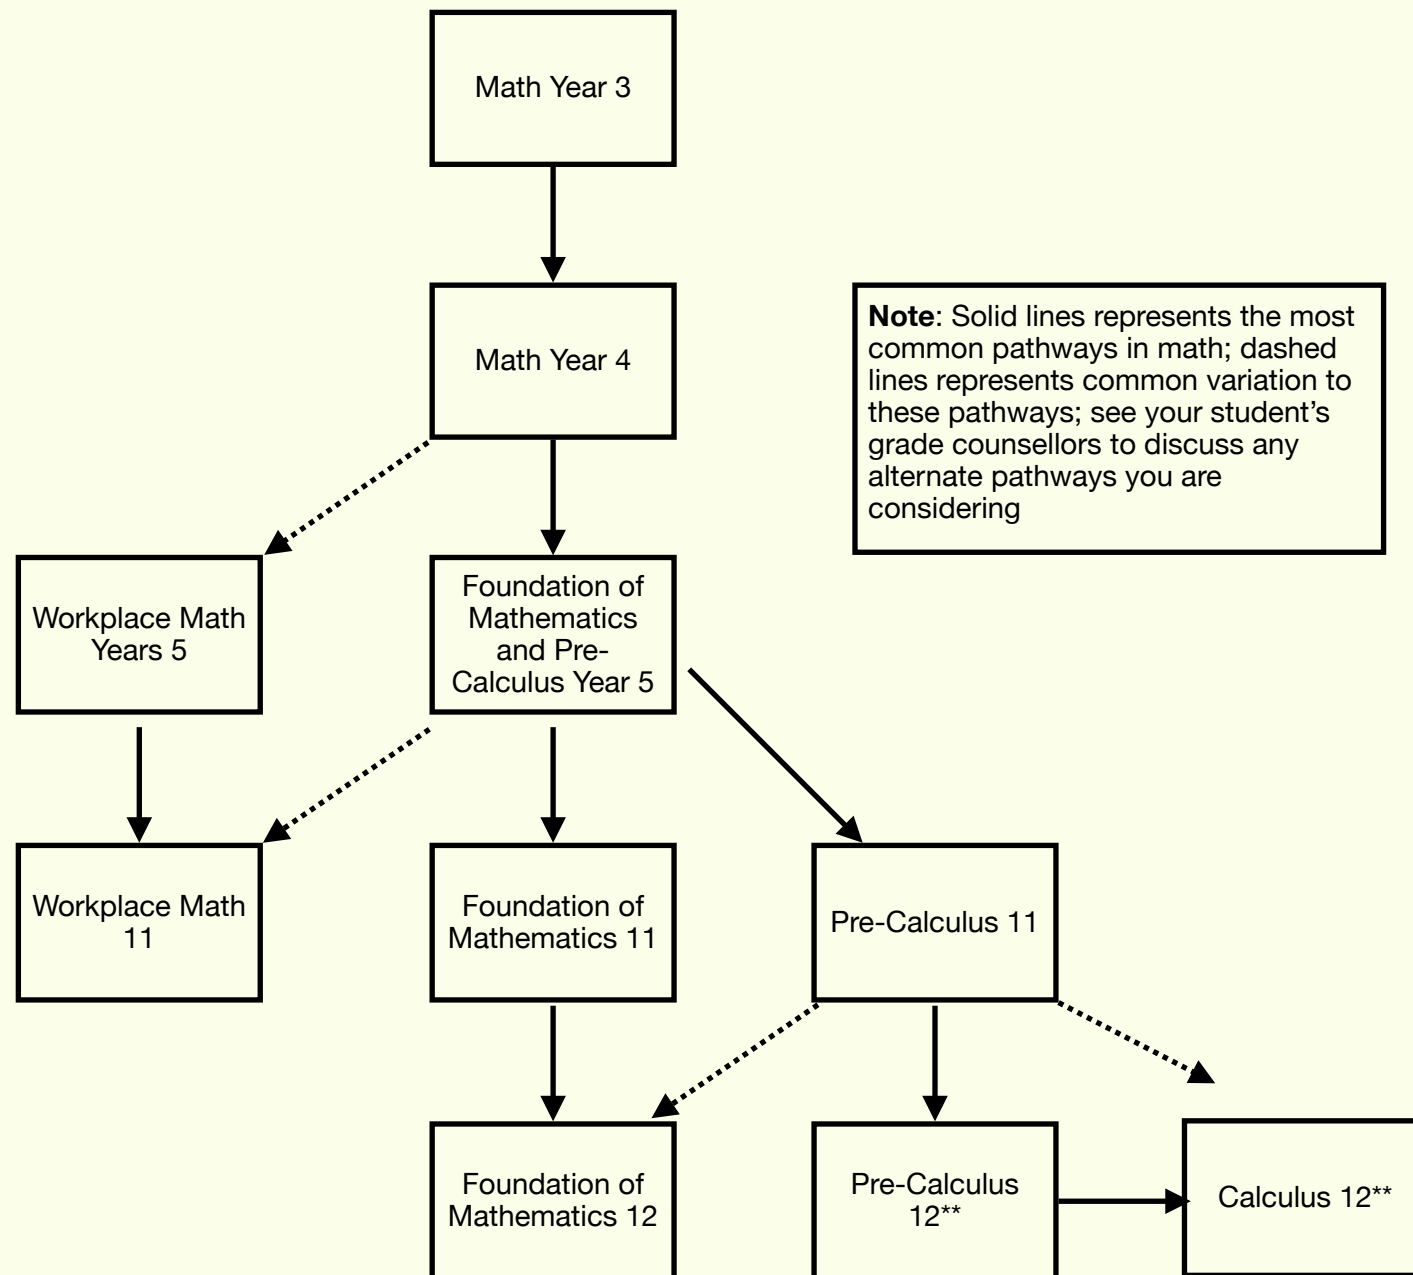 Math Year 3
Math Year 4
Note: Solid lines represents the most
common pathways in math; dashed
lines represents common variation to
these pathways; see your student’s
grade counsellors to discuss any
alternate pathways you are
considering
Workplace Math
Years 5
Foundation of
Mathematics
and Pre-
Calculus Year 5
Workplace Math
11
Foundation of
Mathematics 11
Pre-Calculus 11
Foundation of
Mathematics 12
Pre-Calculus
12**
Calculus 12**